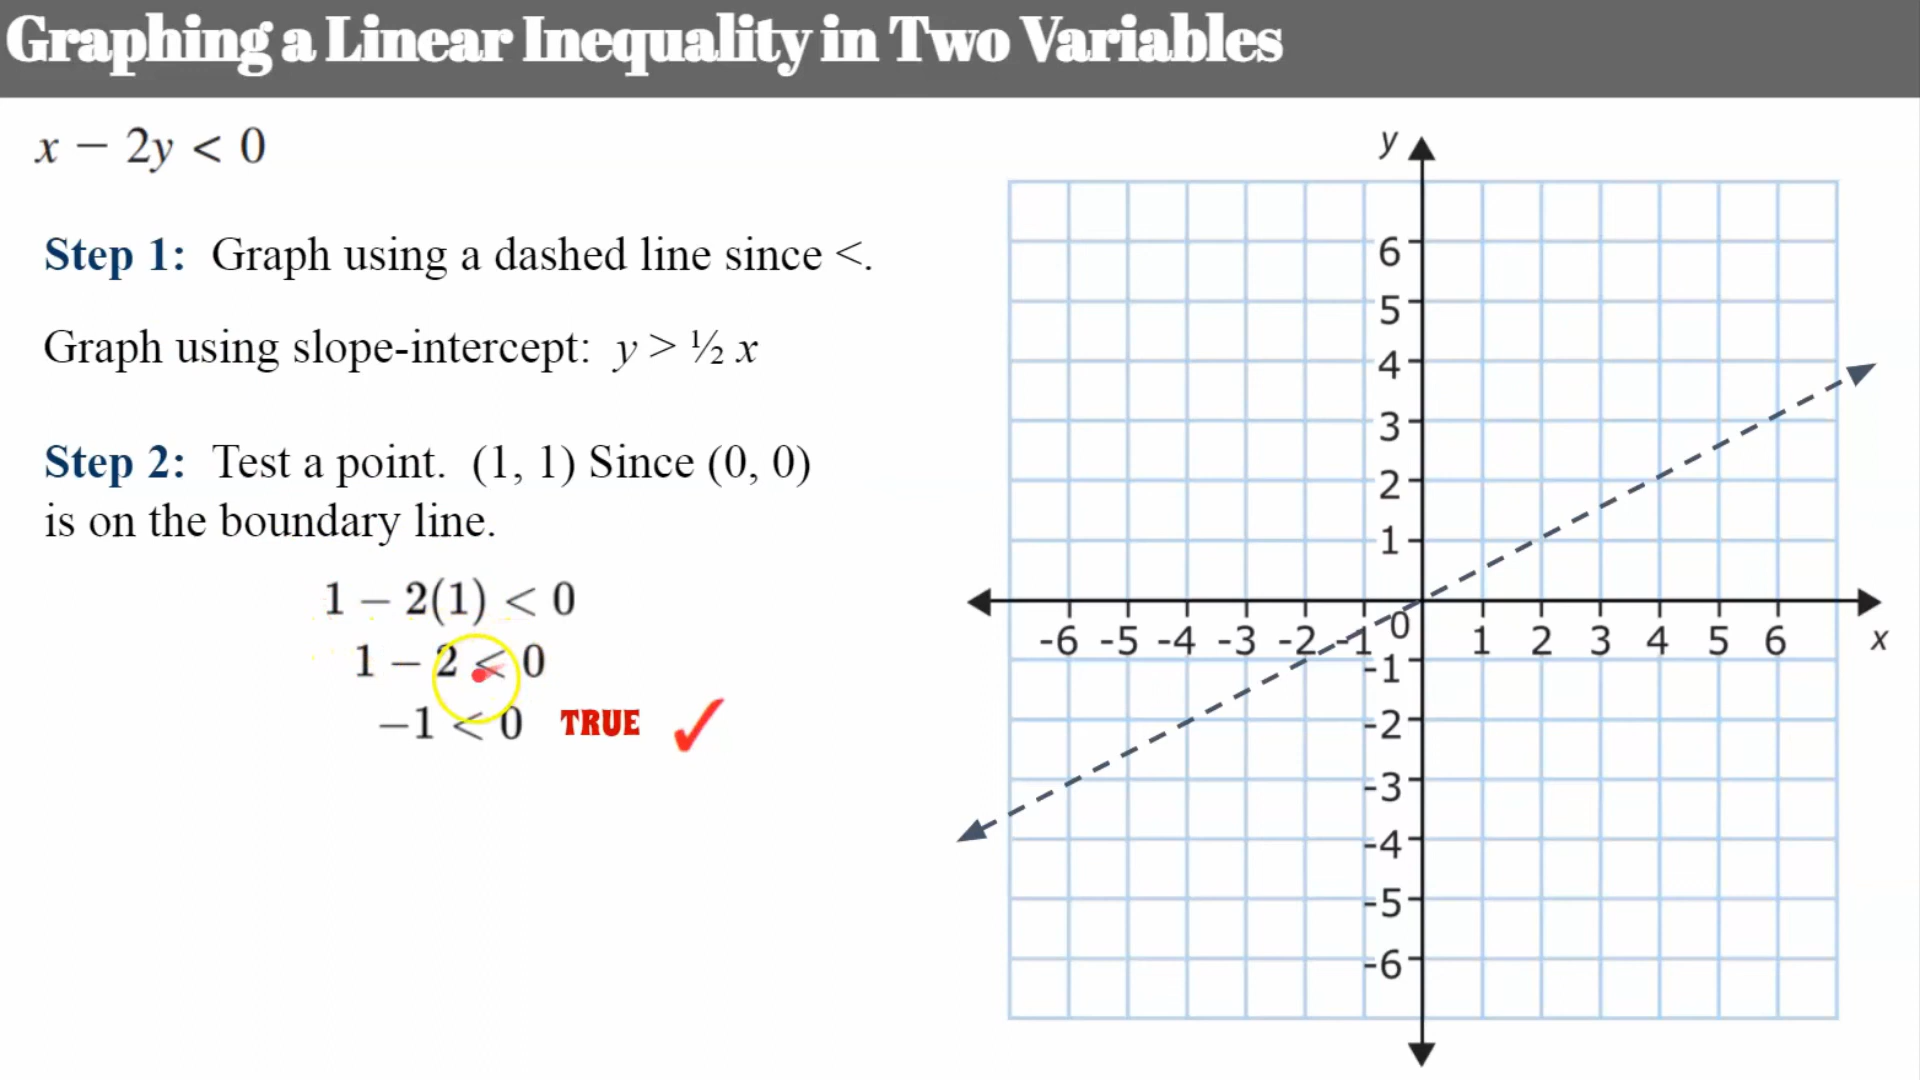 Graphing a Linear Inequality in Two Variables
x − 2y < 0
Step 1: Graph using a dashed line since <.
Graph using slope-intercept: y > ½ x
Step 2: Test a point. (1, 1) Since (0, 0)
is on the boundary line.
1 − 2(1) < 0
1 − 2 < 0
−1 < 0 TRUE ✓
y
6
5
4
3
2
1
-6 -5 -4 -3 -2 -1 0 1 2 3 4 5 6 x
-1
-2
-3
-4
-5
-6